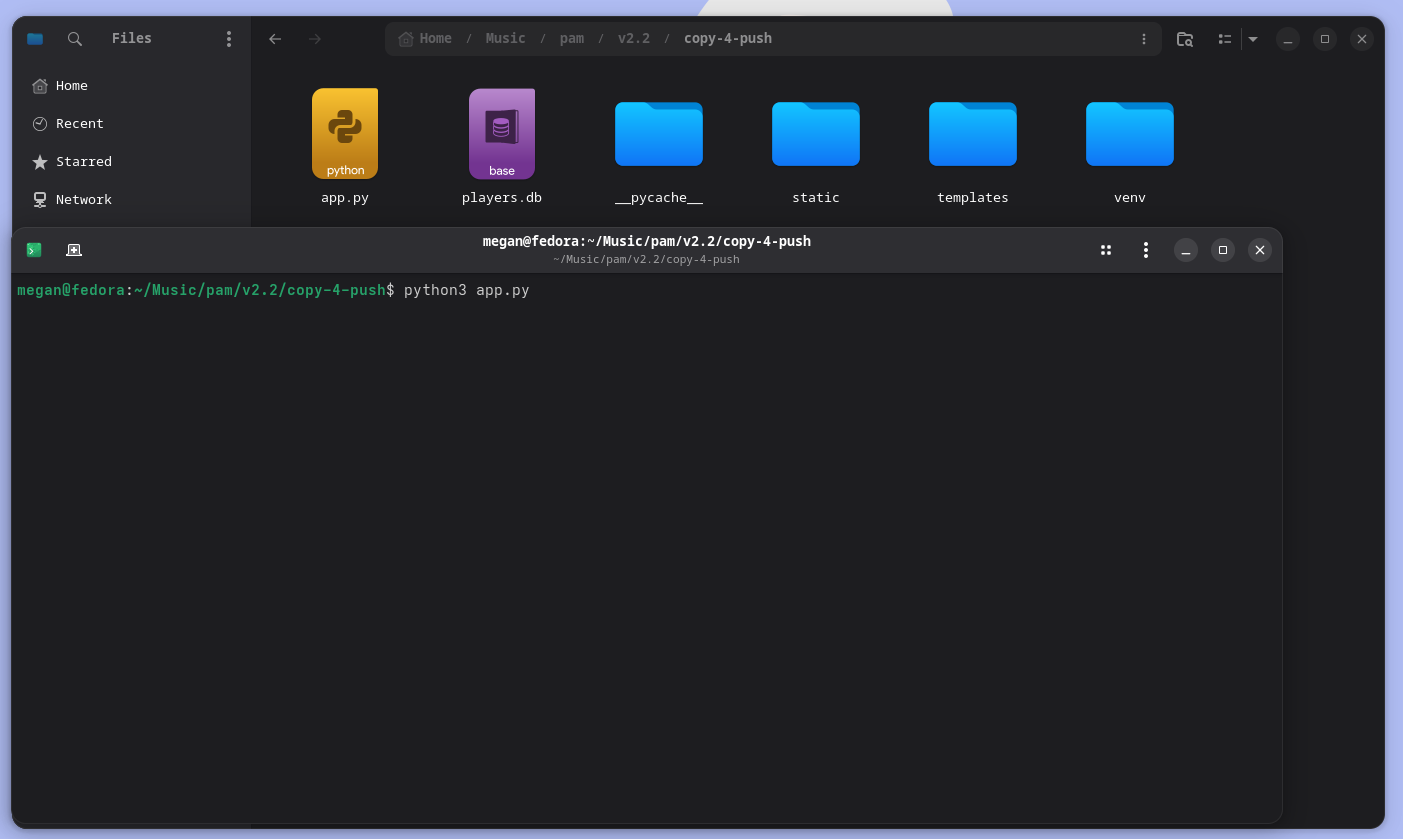 Files
Home / Music / pam / v2.2 / copy-4-push
Home
Recent
Starred
Network
python
base
app.py
players.db
__pycache__
static
templates
venv
megan@fedora:~/Music/pam/v2.2/copy-4-push
~/Music/pam/v2.2/copy-4-push
megan@fedora:~/Music/pam/v2.2/copy-4-push$ python3 app.py